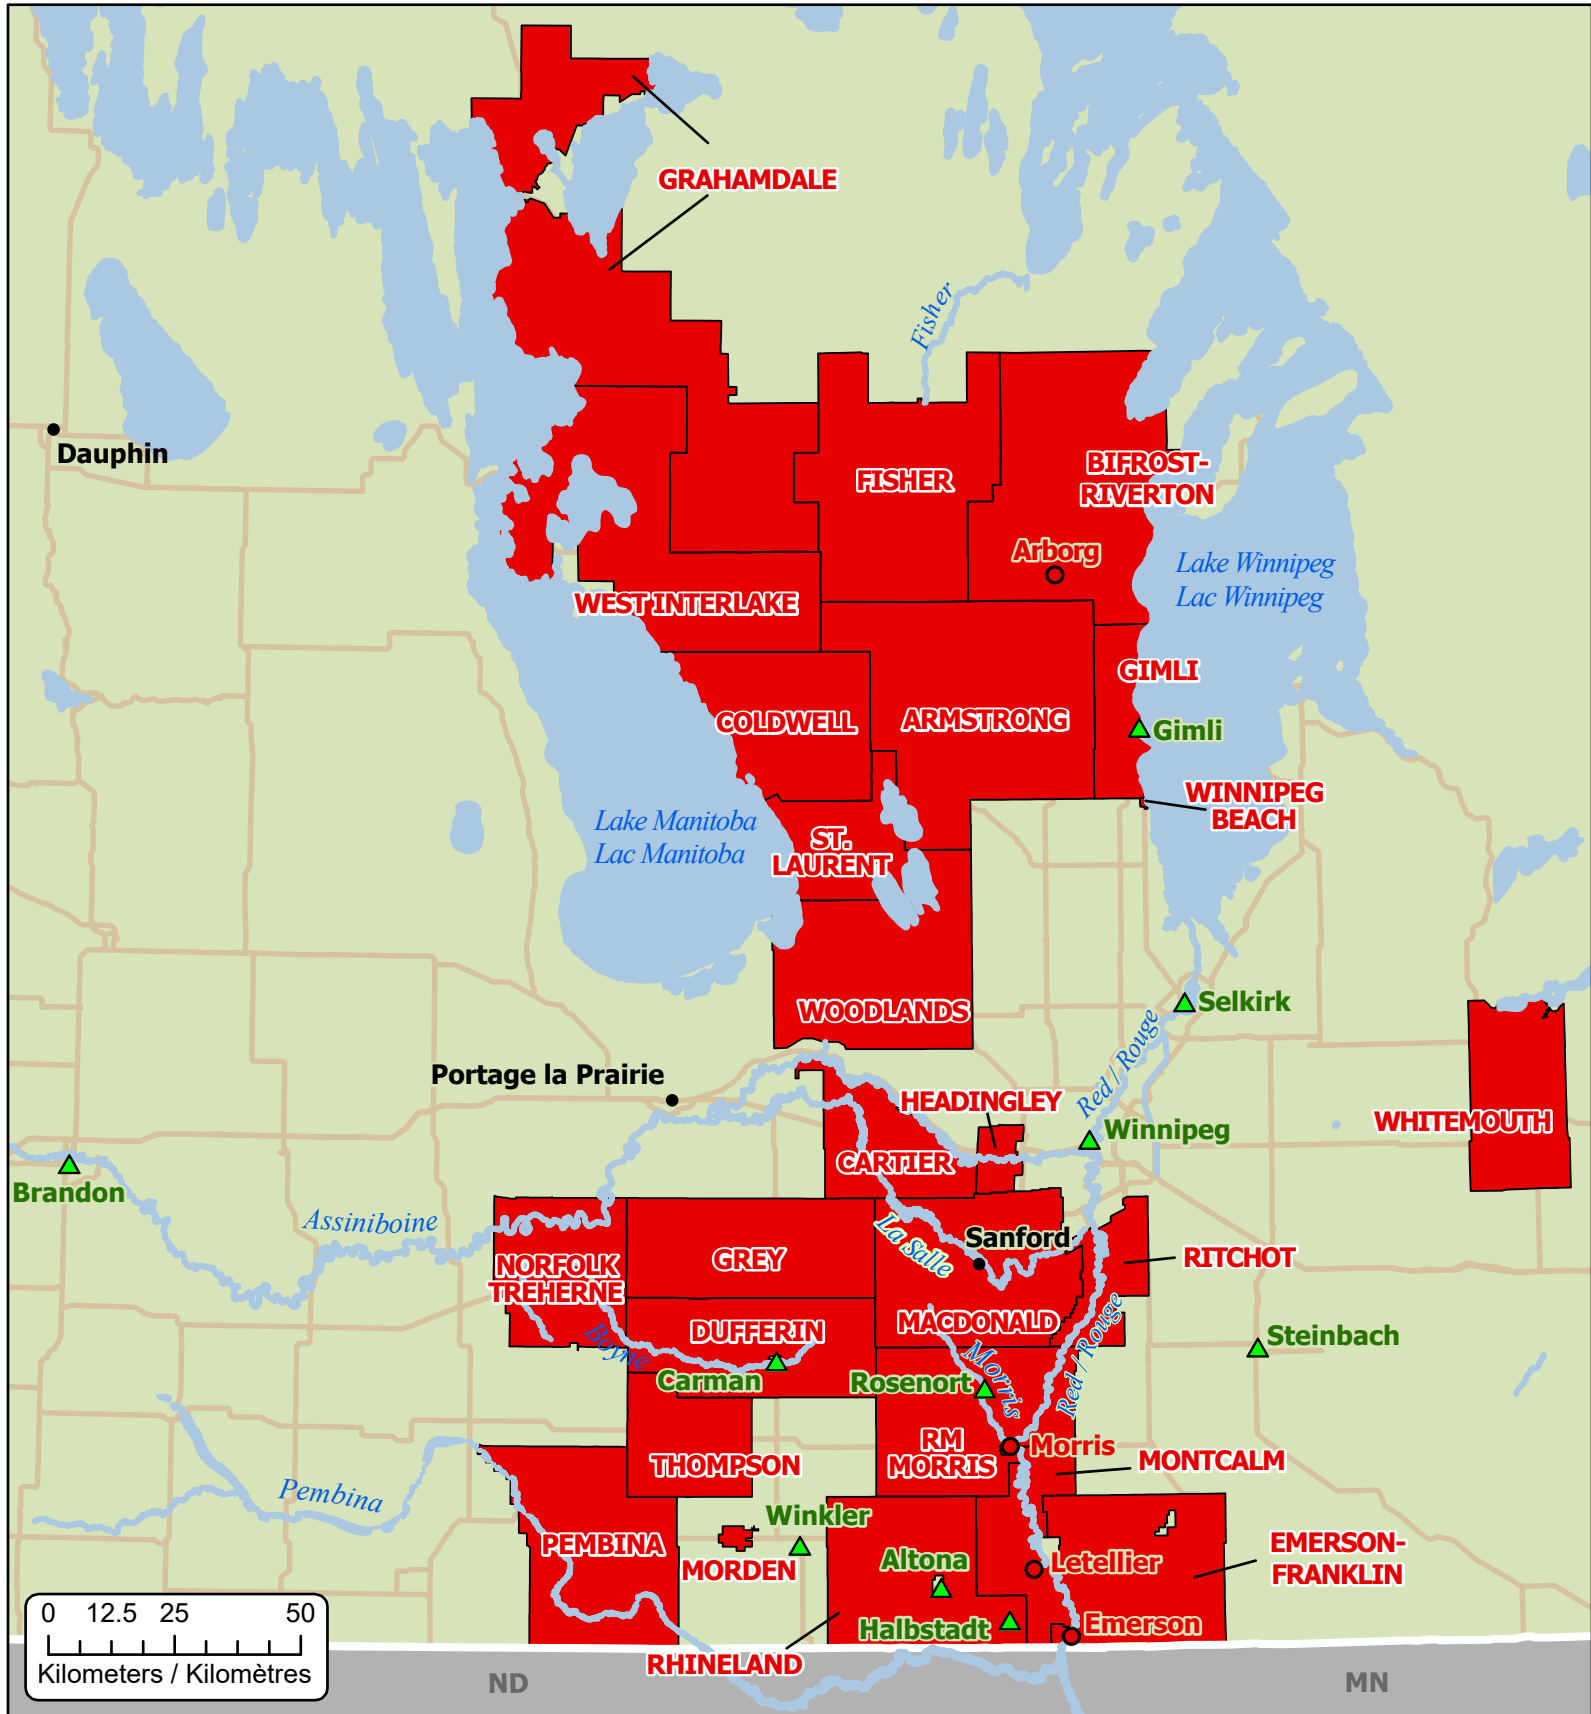 GRAHAMDALE
Fisher
Dauphin
FISHER
BIFROST-
RIVERTON
Arborg
Lake Winnipeg
Lac Winnipeg
WEST INTERLAKE
GIMLI
COLDWELL
ARMSTRONG
Gimli
WINNIPEG
BEACH
Lake Manitoba
Lac Manitoba
ST.
LAURENT
WOODLANDS
Selkirk
Red / Rouge
Portage la Prairie
HEADINGLEY
Winnipeg
WHITEMOUTH
CARTIER
Brandon
Assiniboine
La Salle
Sanford
NORFOLK
TREHERNE
GREY
RITCHOT
DUFFERIN
MACDONALD
Red / Rouge
Steinbach
Boyne
Carman
Rosenort
Morris
RM
MORRIS
Morris
THOMPSON
MONTCALM
Pembina
Winkler
PEMBINA
MORDEN
Altona
Letellier
EMERSON-
FRANKLIN
Halbstadt
Emerson
RHINELAND
0 12.5 25 50
Kilometers / Kilomètres
ND
MN